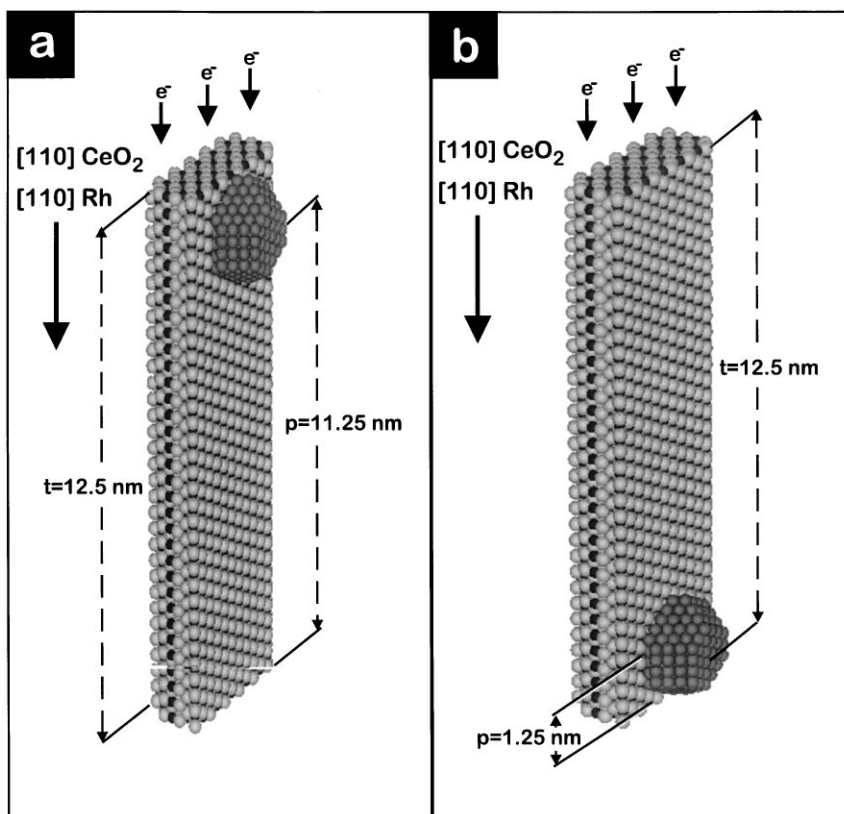 a
e⁻ e⁻ e⁻
[110] CeO₂
[110] Rh
p=11.25 nm
t=12.5 nm
b
e⁻ e⁻ e⁻
[110] CeO₂
[110] Rh
t=12.5 nm
p=1.25 nm